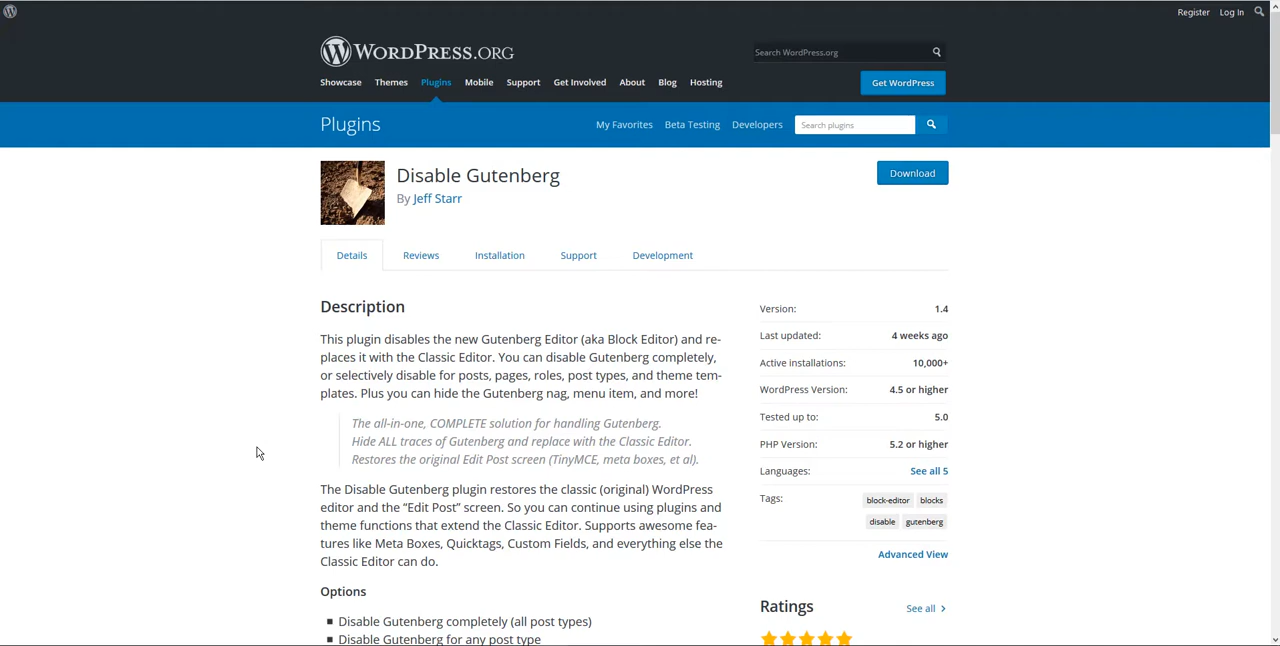 Register Log In
WORDPRESS.ORG
Search WordPress.org
Showcase Themes Plugins Mobile Support Get Involved About Blog Hosting
Get WordPress
Plugins
My Favorites Beta Testing Developers
Search plugins
Disable Gutenberg
By Jeff Starr
Download
Details Reviews Installation Support Development
Description
This plugin disables the new Gutenberg Editor (aka Block Editor) and re-
places it with the Classic Editor. You can disable Gutenberg completely,
or selectively disable for posts, pages, roles, post types, and theme tem-
plates. Plus you can hide the Gutenberg nag, menu item, and more!
The all-in-one, COMPLETE solution for handling Gutenberg.
Hide ALL traces of Gutenberg and replace with the Classic Editor.
Restores the original Edit Post screen (TinyMCE, meta boxes, et al).
The Disable Gutenberg plugin restores the classic (original) WordPress
editor and the “Edit Post” screen. So you can continue using plugins and
theme functions that extend the Classic Editor. Supports awesome fea-
tures like Meta Boxes, Quicktags, Custom Fields, and everything else the
Classic Editor can do.
Options
Disable Gutenberg completely (all post types)
Disable Gutenberg for any post type
Version: 1.4
Last updated: 4 weeks ago
Active installations: 10,000+
WordPress Version: 4.5 or higher
Tested up to: 5.0
PHP Version: 5.2 or higher
Languages: See all 5
Tags: block-editor blocks
disable gutenberg
Advanced View
Ratings See all